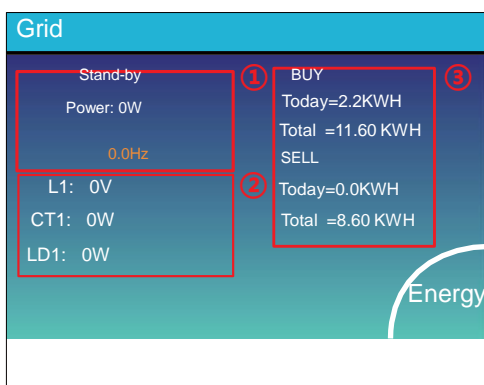 Grid
Stand-by
Power: 0W
0.0Hz
①
L1: 0V
CT1: 0W
LD1: 0W
②
BUY
Today=2.2KWH
Total =11.60 KWH
SELL
Today=0.0KWH
Total =8.60 KWH
③
Energy